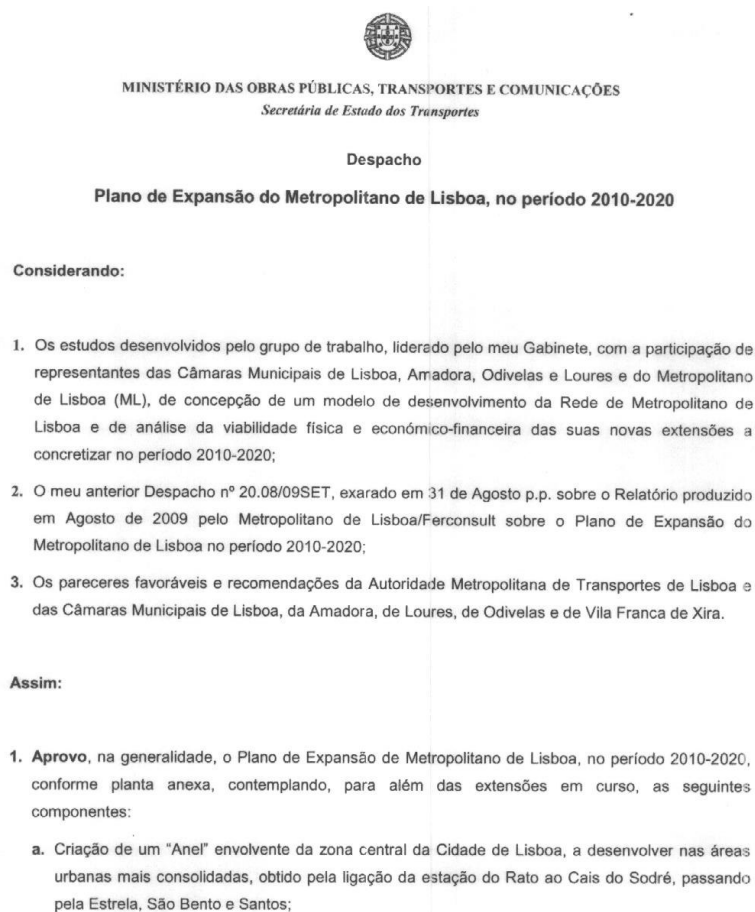 MINISTÉRIO DAS OBRAS PÚBLICAS, TRANSPORTES E COMUNICAÇÕES
Secretária de Estado dos Transportes
Despacho
Plano de Expansão do Metropolitano de Lisboa, no período 2010-2020
Considerando:
1. Os estudos desenvolvidos pelo grupo de trabalho, liderado pelo meu Gabinete, com a participação de
representantes das Câmaras Municipais de Lisboa, Amadora, Odivelas e Loures e do Metropolitano
de Lisboa (ML), de concepção de um modelo de desenvolvimento da Rede de Metropolitano de
Lisboa e de análise da viabilidade física e económico-financeira das suas novas extensões a
concretizar no período 2010-2020;
2. O meu anterior Despacho nº 20.08/09SET, exarado em 31 de Agosto p.p. sobre o Relatório produzido
em Agosto de 2009 pelo Metropolitano de Lisboa/Ferconsult sobre o Plano de Expansão do
Metropolitano de Lisboa no período 2010-2020;
3. Os pareceres favoráveis e recomendações da Autoridade Metropolitana de Transportes de Lisboa e
das Câmaras Municipais de Lisboa, da Amadora, de Loures, de Odivelas e de Vila Franca de Xira.
Assim:
1. Aprovo, na generalidade, o Plano de Expansão de Metropolitano de Lisboa, no período 2010-2020,
conforme planta anexa, contemplando, para além das extensões em curso, as seguintes
componentes:
a. Criação de um "Anel" envolvente da zona central da Cidade de Lisboa, a desenvolver nas áreas
urbanas mais consolidadas, obtido pela ligação da estação do Rato ao Cais do Sodré, passando
pela Estrela, São Bento e Santos;